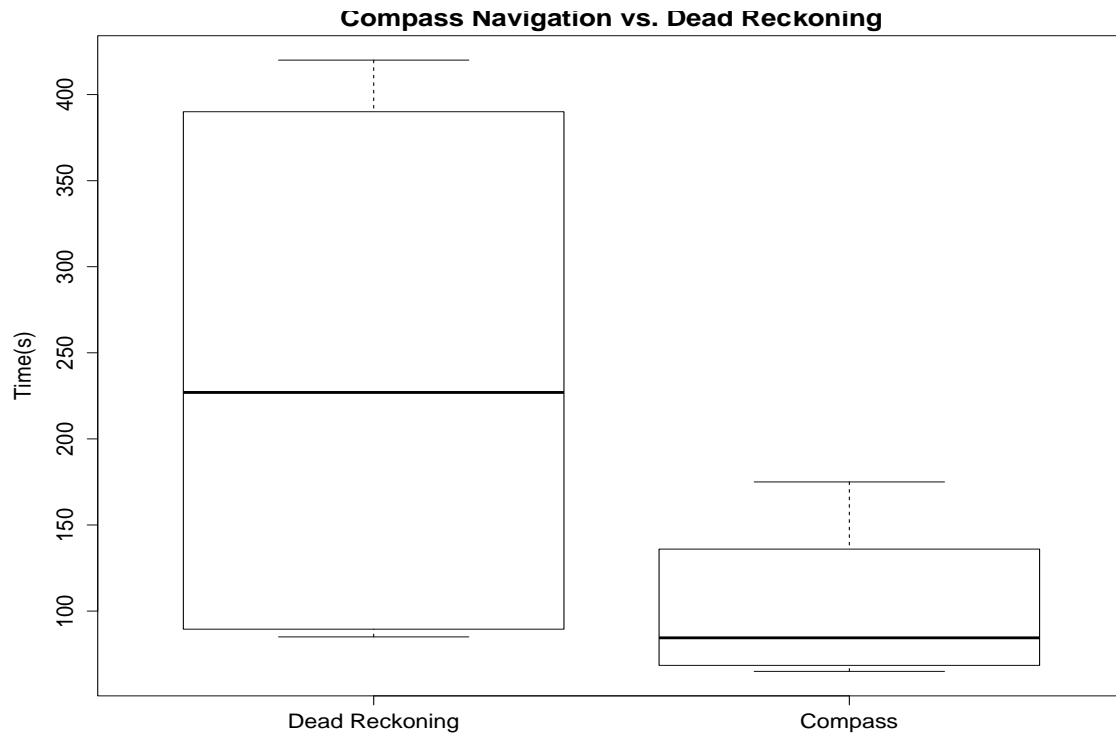 Compass Navigation vs. Dead Reckoning
Time(s)
400
350
300
250
200
150
100
Dead Reckoning
Compass